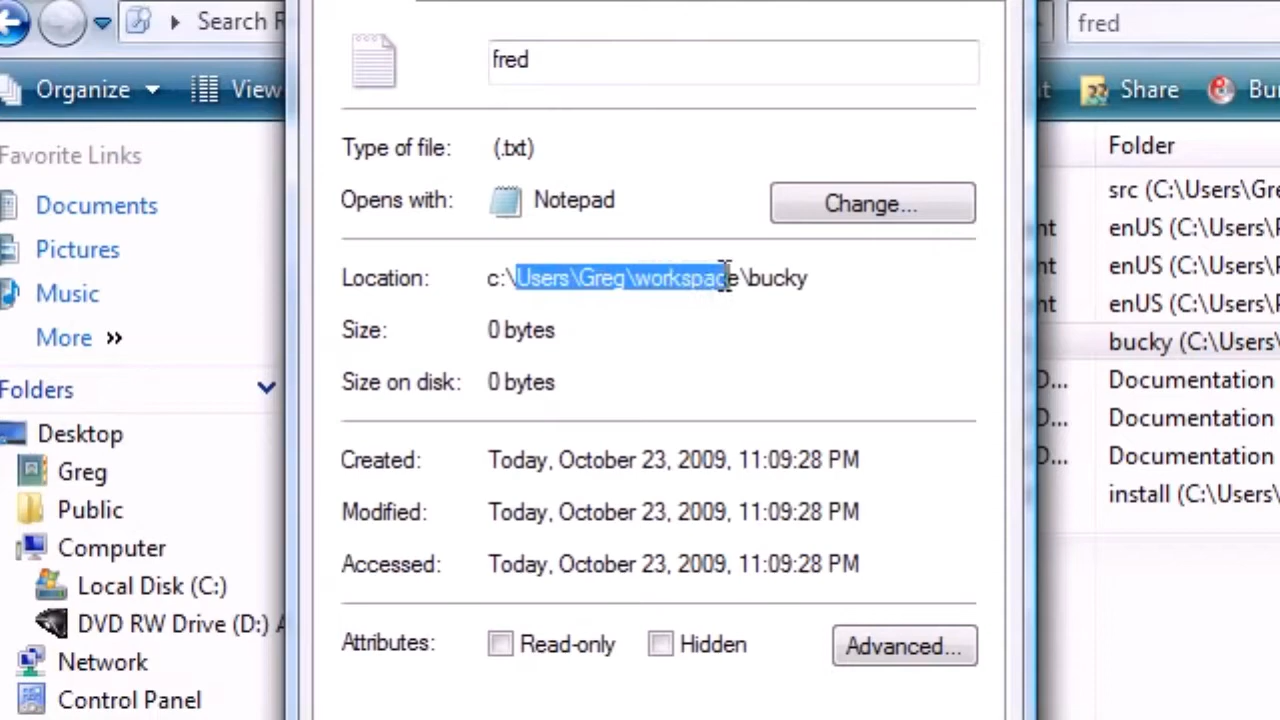 Search R
fred
fred
Organize
View
nt
Share
Bur
Favorite Links
Documents
Pictures
Music
More »
Folders
Desktop
Greg
Public
Computer
Local Disk (C:)
DVD RW Drive (D:) A
Network
Control Panel
Type of file: (.txt)
Opens with: Notepad
Change...
Location: c:\Users\Greg\workspace\bucky
Size: 0 bytes
Size on disk: 0 bytes
Created: Today, October 23, 2009, 11:09:28 PM
Modified: Today, October 23, 2009, 11:09:28 PM
Accessed: Today, October 23, 2009, 11:09:28 PM
Attributes: Read-only Hidden
Advanced...
Folder
src (C:\Users\Gre
nt enUS (C:\Users\P
nt enUS (C:\Users\P
nt enUS (C:\Users\P
bucky (C:\Users\
D... Documentation
D... Documentation
D... Documentation
install (C:\Users\